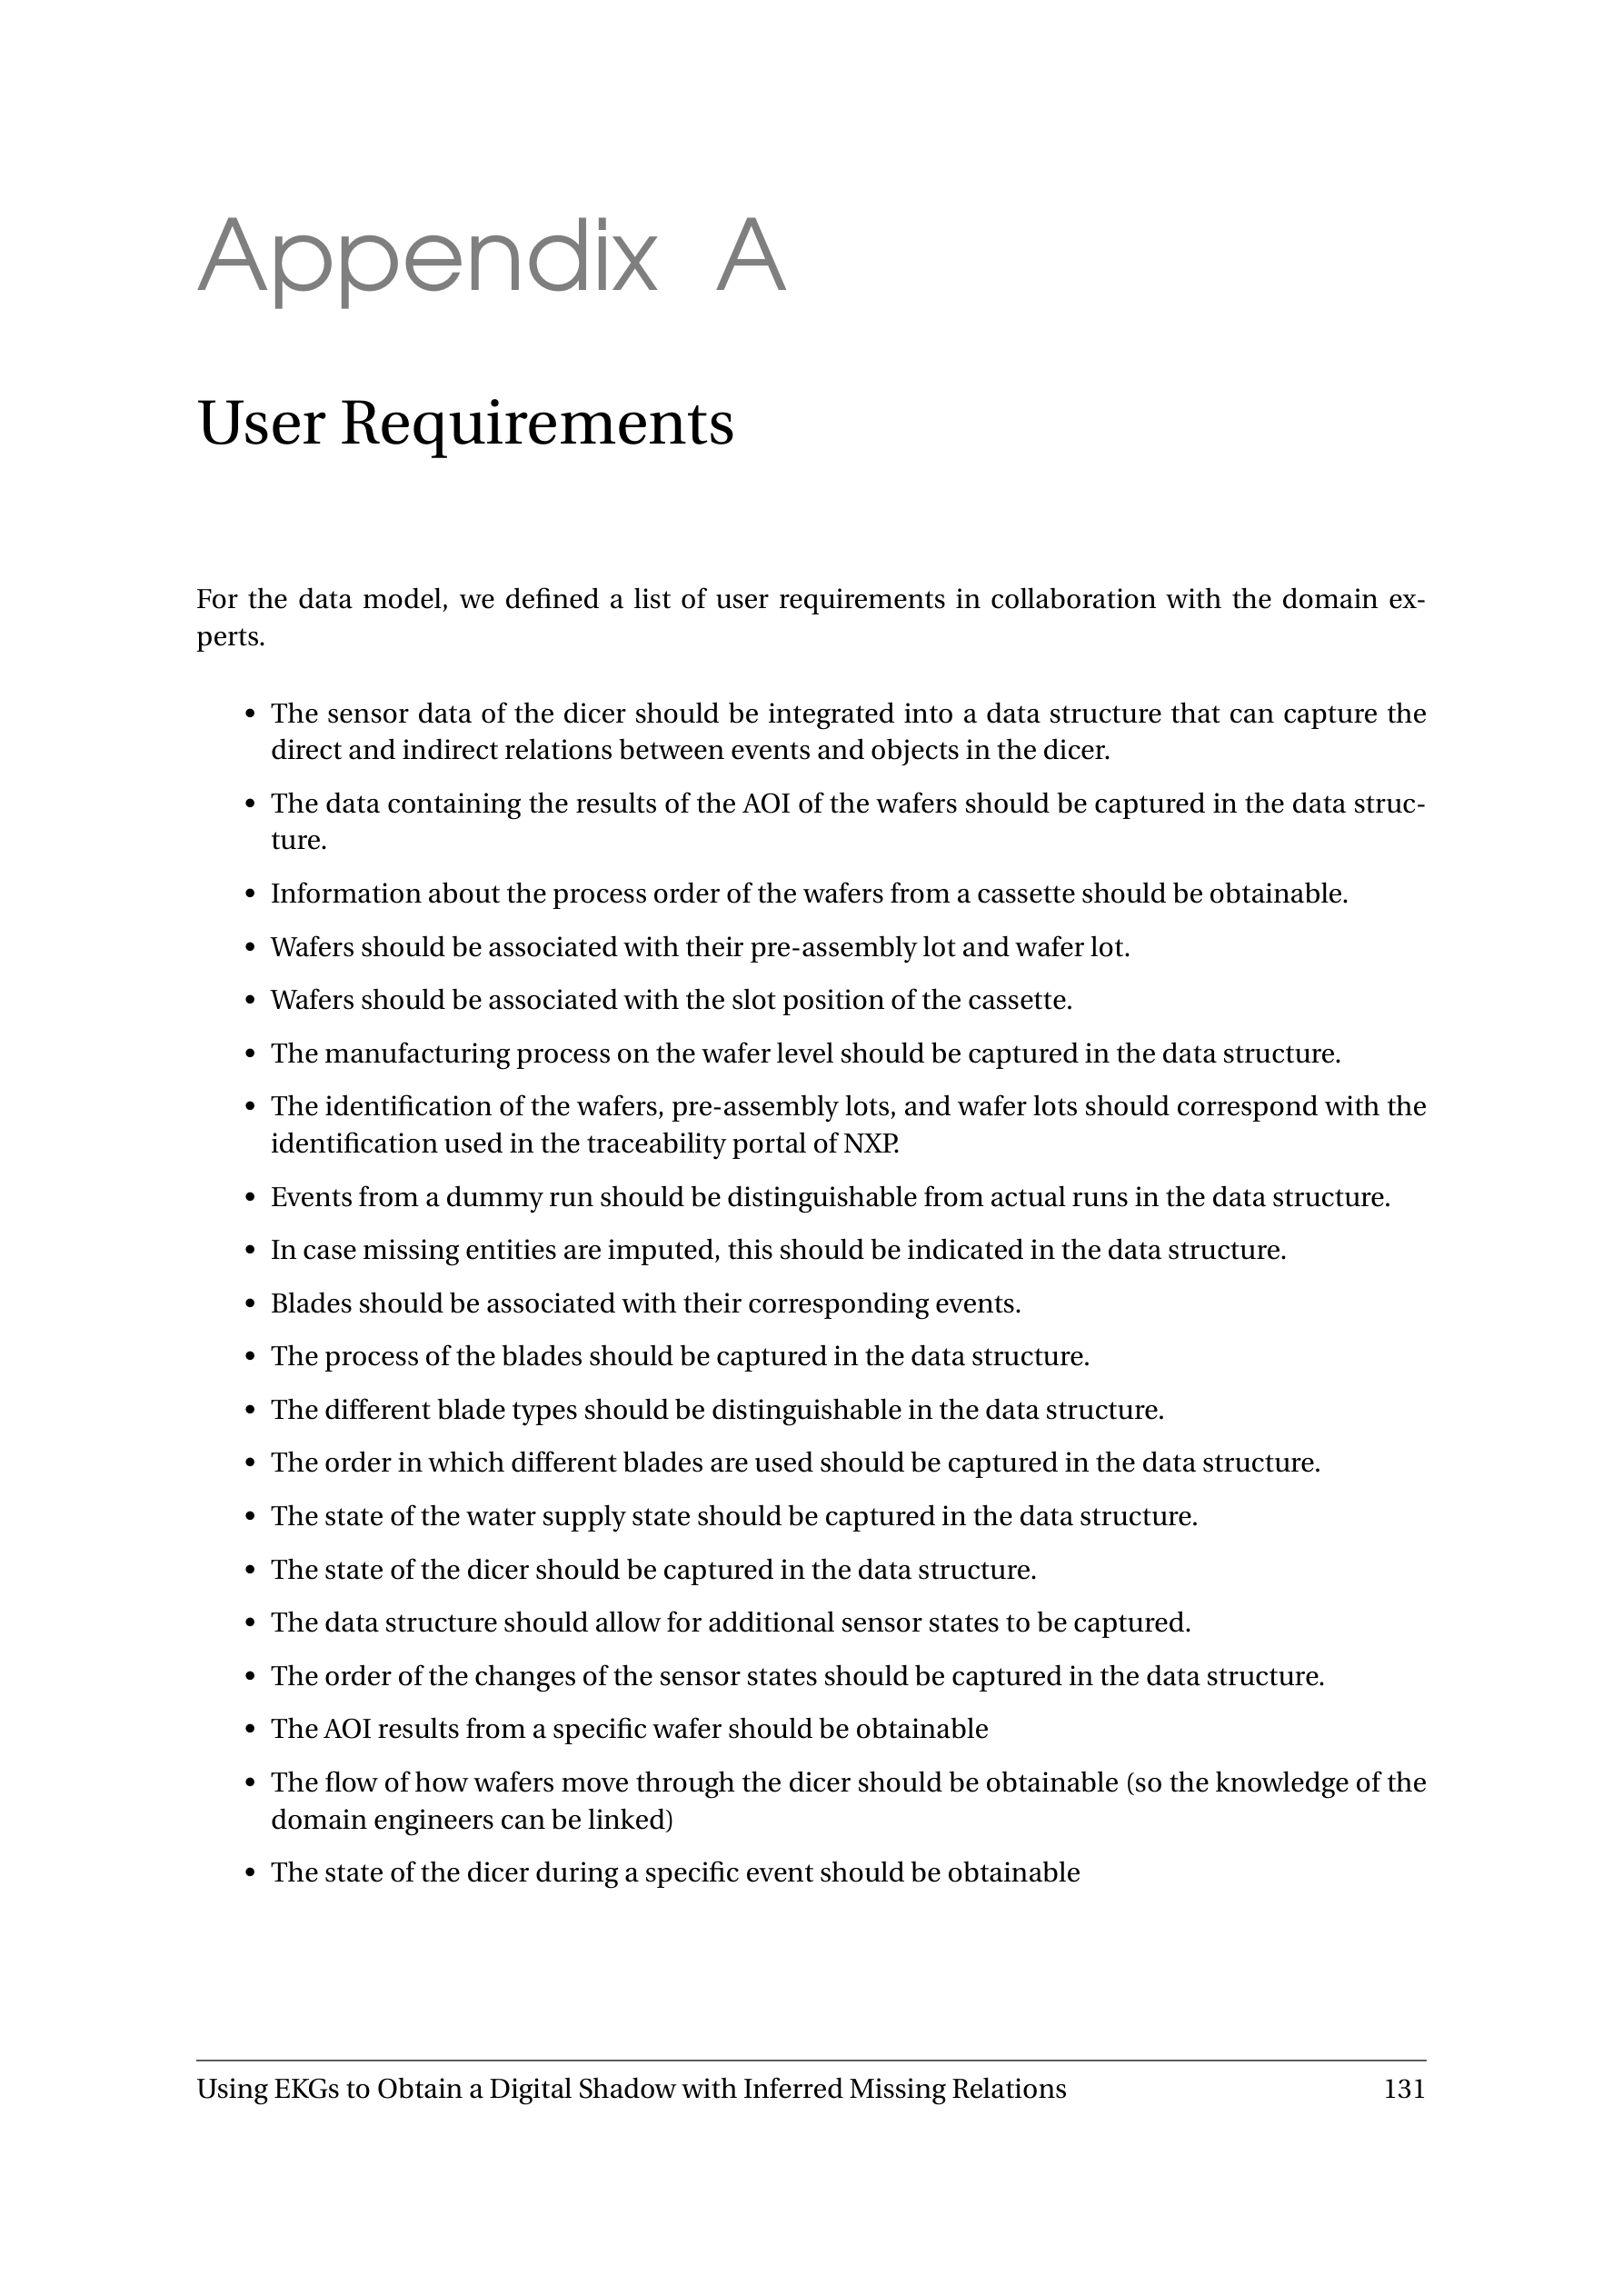 Appendix A
User Requirements
For the data model, we defined a list of user requirements in collaboration with the domain ex-
perts.
• The sensor data of the dicer should be integrated into a data structure that can capture the
direct and indirect relations between events and objects in the dicer.
• The data containing the results of the AOI of the wafers should be captured in the data struc-
ture.
• Information about the process order of the wafers from a cassette should be obtainable.
• Wafers should be associated with their pre-assembly lot and wafer lot.
• Wafers should be associated with the slot position of the cassette.
• The manufacturing process on the wafer level should be captured in the data structure.
• The identification of the wafers, pre-assembly lots, and wafer lots should correspond with the
identification used in the traceability portal of NXP.
• Events from a dummy run should be distinguishable from actual runs in the data structure.
• In case missing entities are imputed, this should be indicated in the data structure.
• Blades should be associated with their corresponding events.
• The process of the blades should be captured in the data structure.
• The different blade types should be distinguishable in the data structure.
• The order in which different blades are used should be captured in the data structure.
• The state of the water supply state should be captured in the data structure.
• The state of the dicer should be captured in the data structure.
• The data structure should allow for additional sensor states to be captured.
• The order of the changes of the sensor states should be captured in the data structure.
• The AOI results from a specific wafer should be obtainable
• The flow of how wafers move through the dicer should be obtainable (so the knowledge of the
domain engineers can be linked)
• The state of the dicer during a specific event should be obtainable
Using EKGs to Obtain a Digital Shadow with Inferred Missing Relations 131